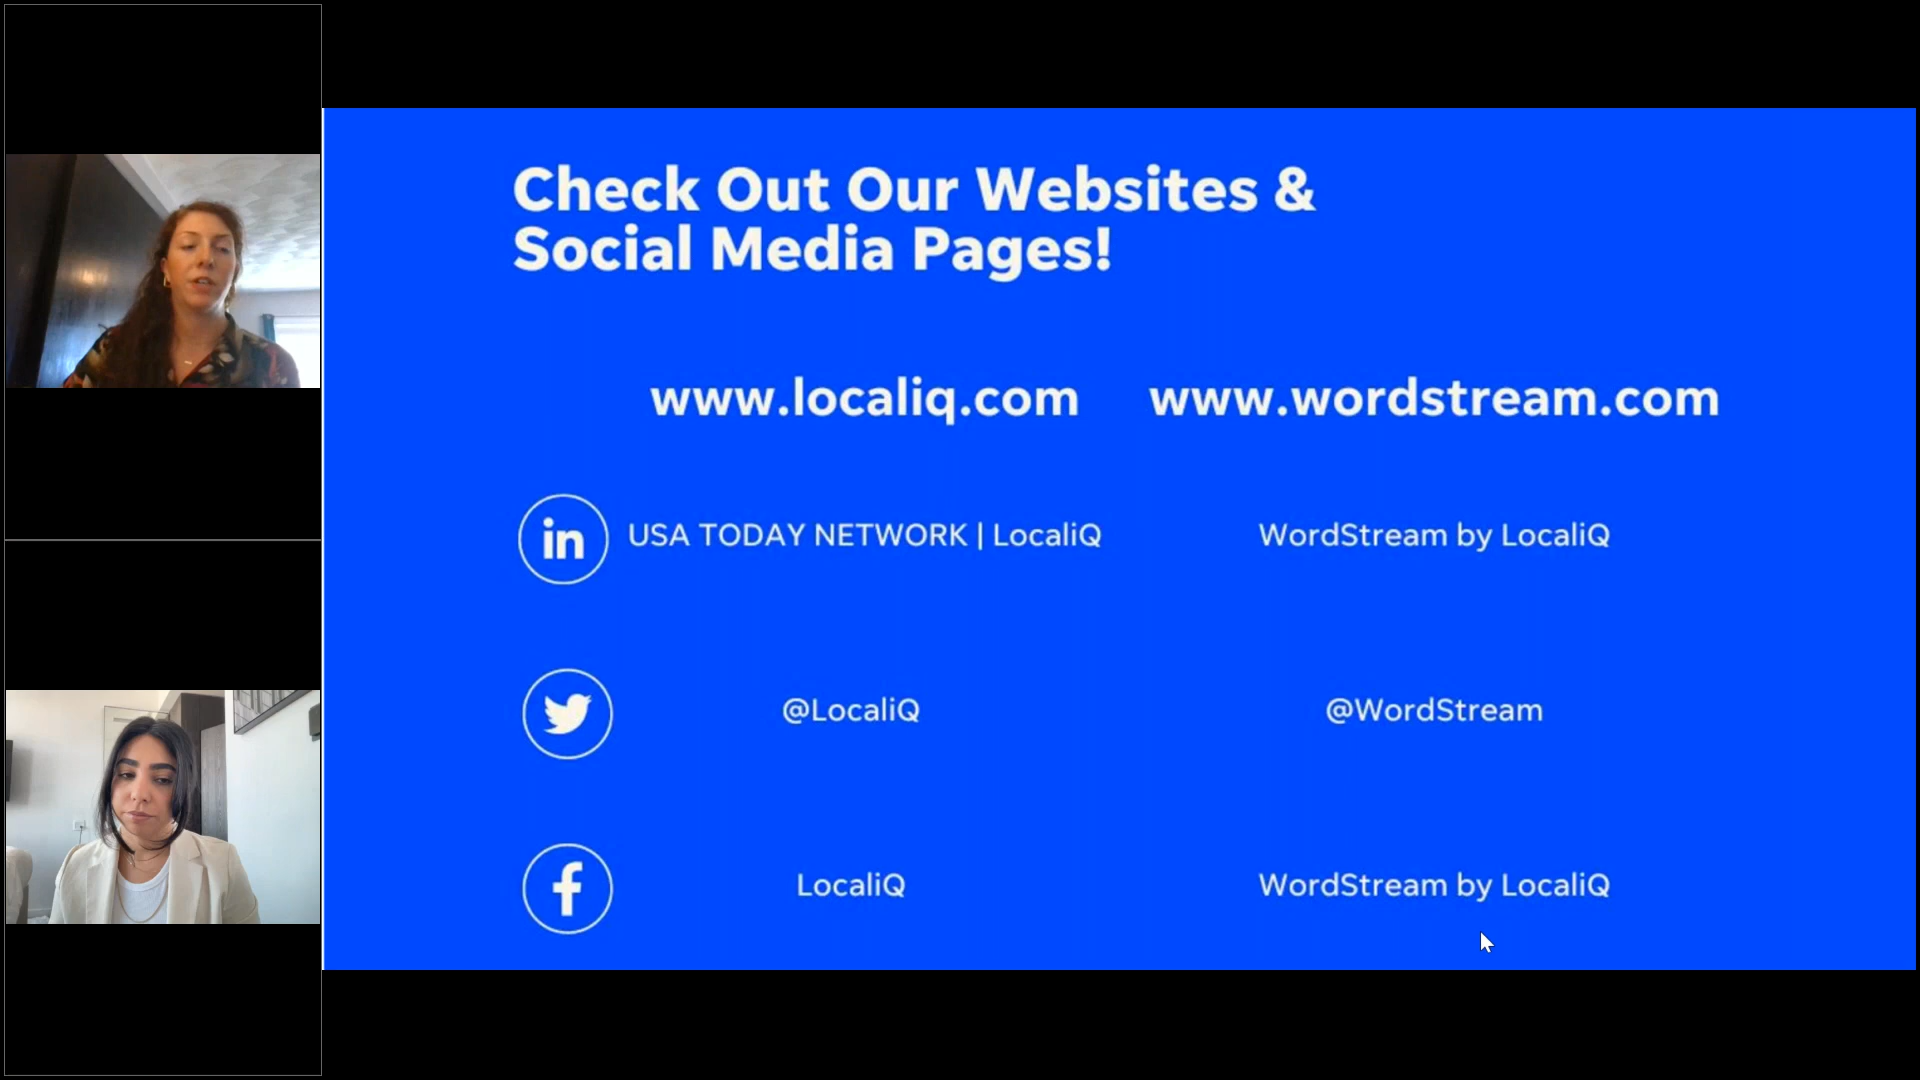 Check Out Our Websites &
Social Media Pages!
www.localiq.com
www.wordstream.com
in
USA TODAY NETWORK | LocaliQ
WordStream by LocaliQ
@LocaliQ
@WordStream
f
LocaliQ
WordStream by LocaliQ